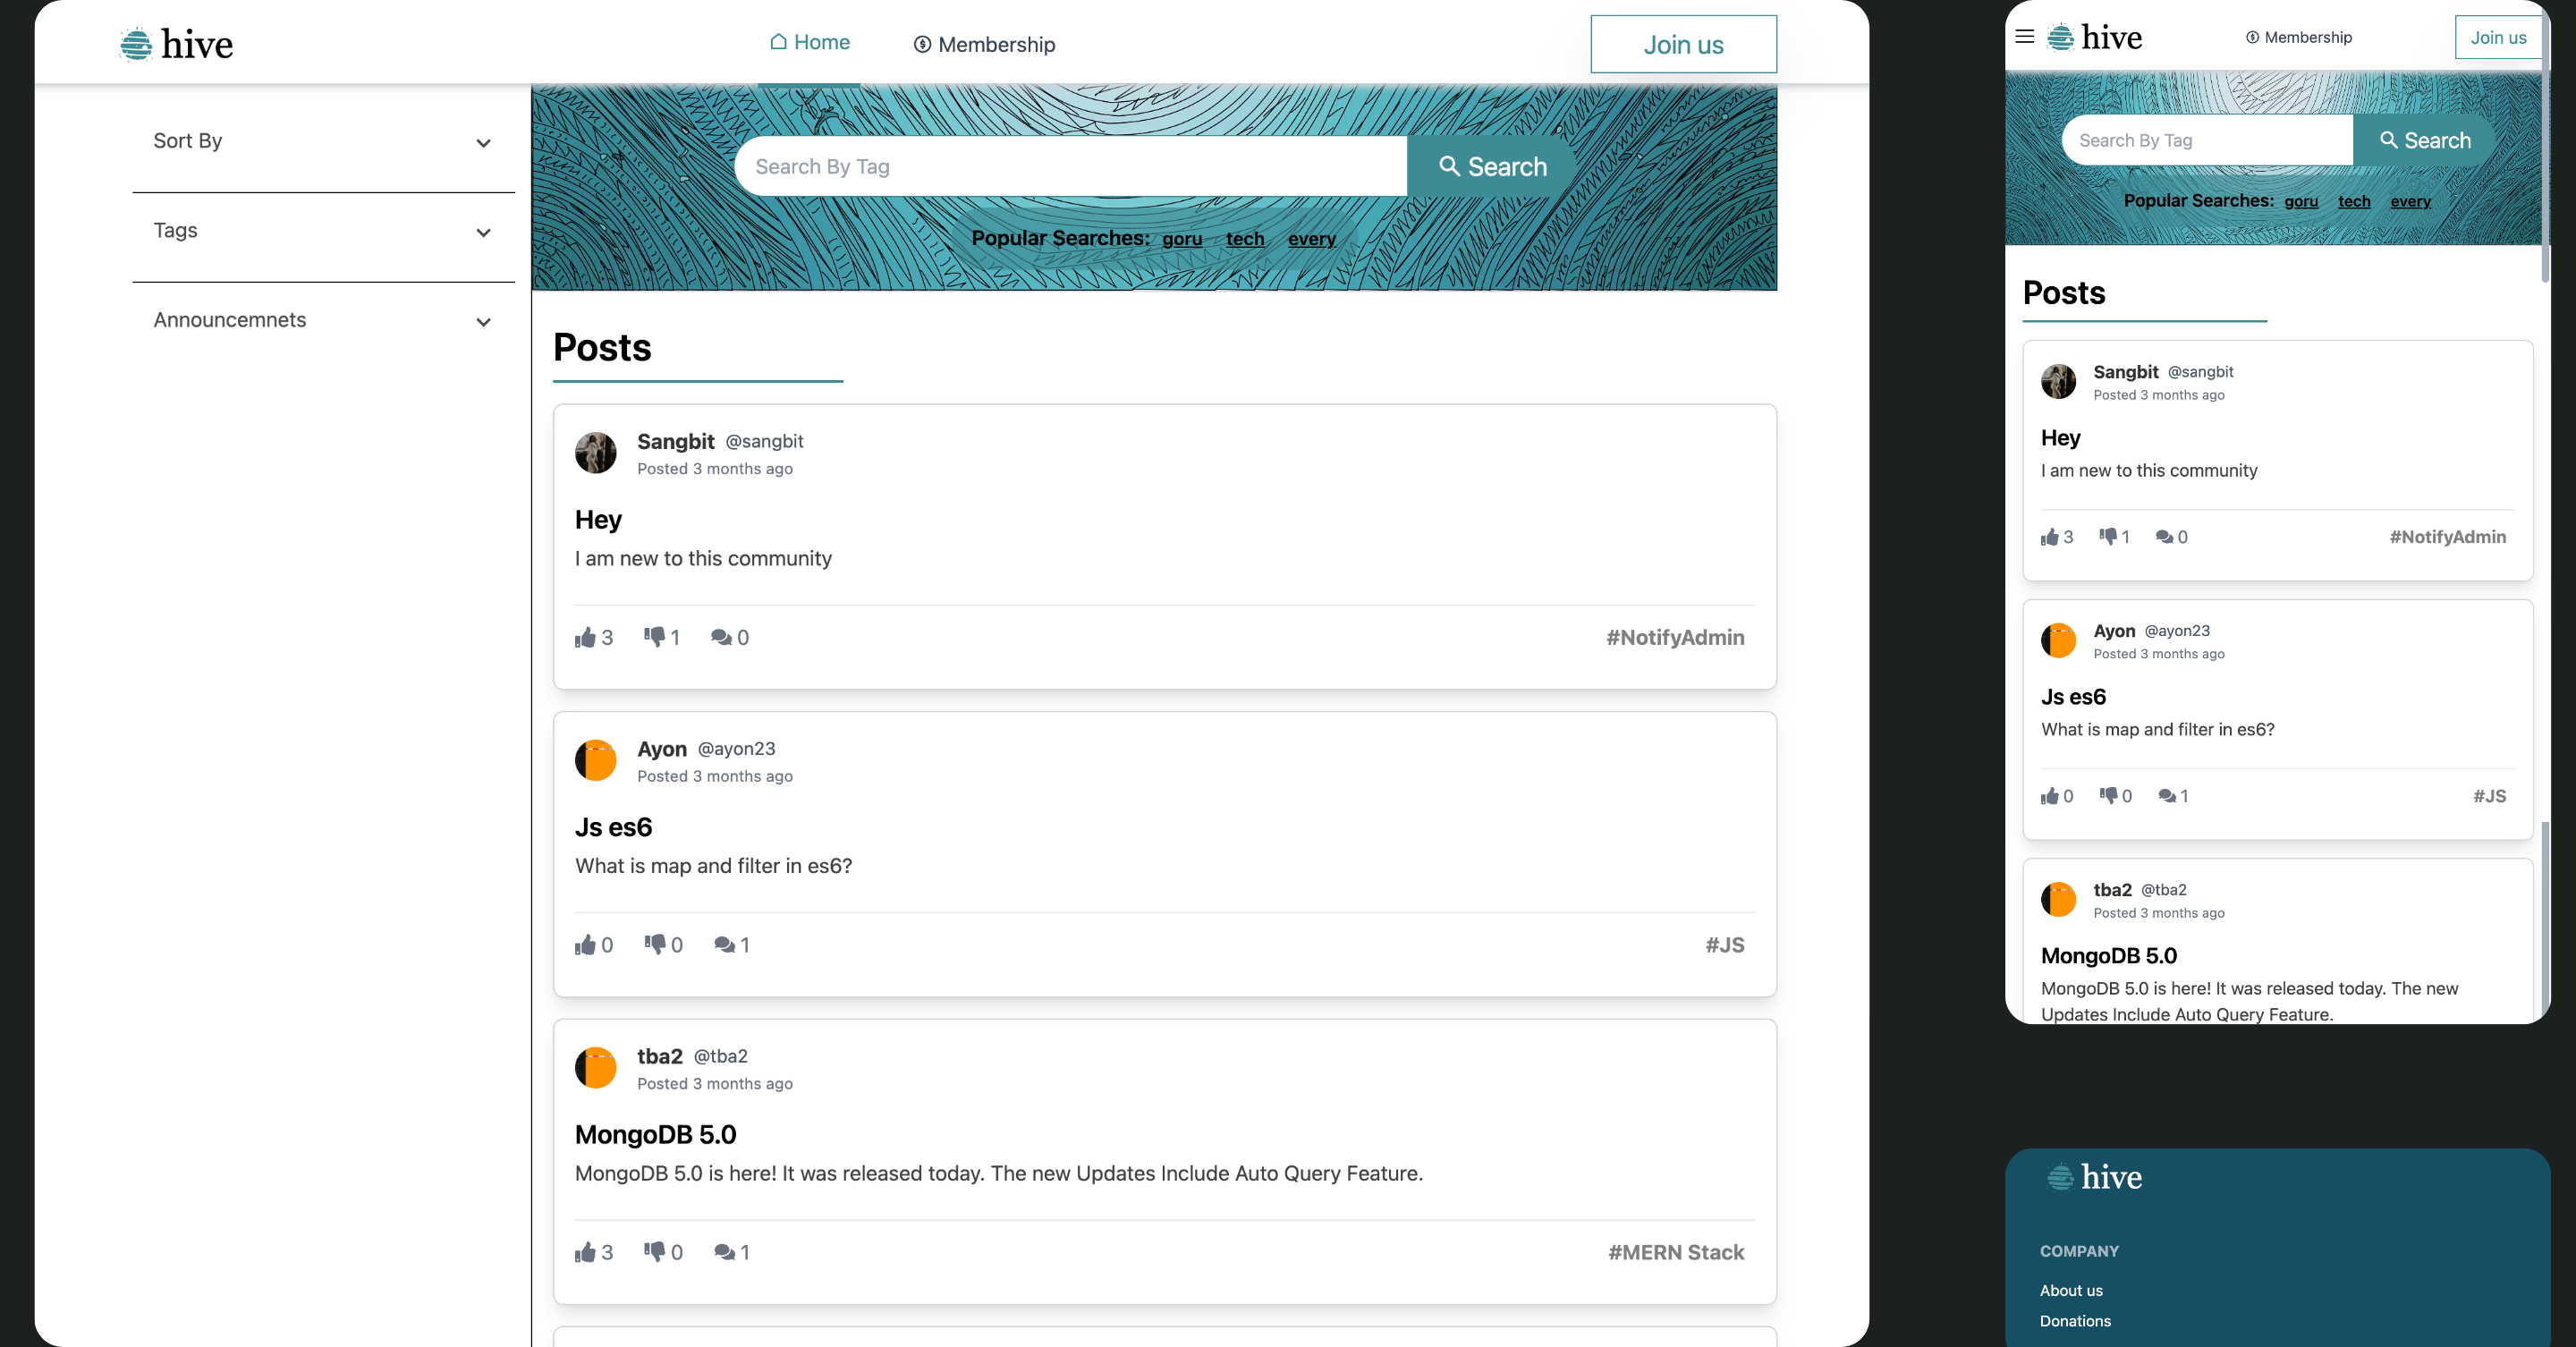 hive
Home
Membership
Join us
Sort By
Tags
Announcemnets
Search By Tag
Search
Popular Searches: goru tech every
Posts
Sangbit @sangbit
Posted 3 months ago
Hey
I am new to this community
3 1 0 #NotifyAdmin
Ayon @ayon23
Posted 3 months ago
Js es6
What is map and filter in es6?
0 0 1 #JS
tba2 @tba2
Posted 3 months ago
MongoDB 5.0
MongoDB 5.0 is here! It was released today. The new Updates Include Auto Query Feature.
3 0 1 #MERN Stack
hive
Membership
Join us
Search By Tag
Search
Popular Searches: goru tech every
Posts
Sangbit @sangbit
Posted 3 months ago
Hey
I am new to this community
3 1 0 #NotifyAdmin
Ayon @ayon23
Posted 3 months ago
Js es6
What is map and filter in es6?
0 0 1 #JS
tba2 @tba2
Posted 3 months ago
MongoDB 5.0
MongoDB 5.0 is here! It was released today. The new
Updates Include Auto Query Feature.
hive
COMPANY
About us
Donations